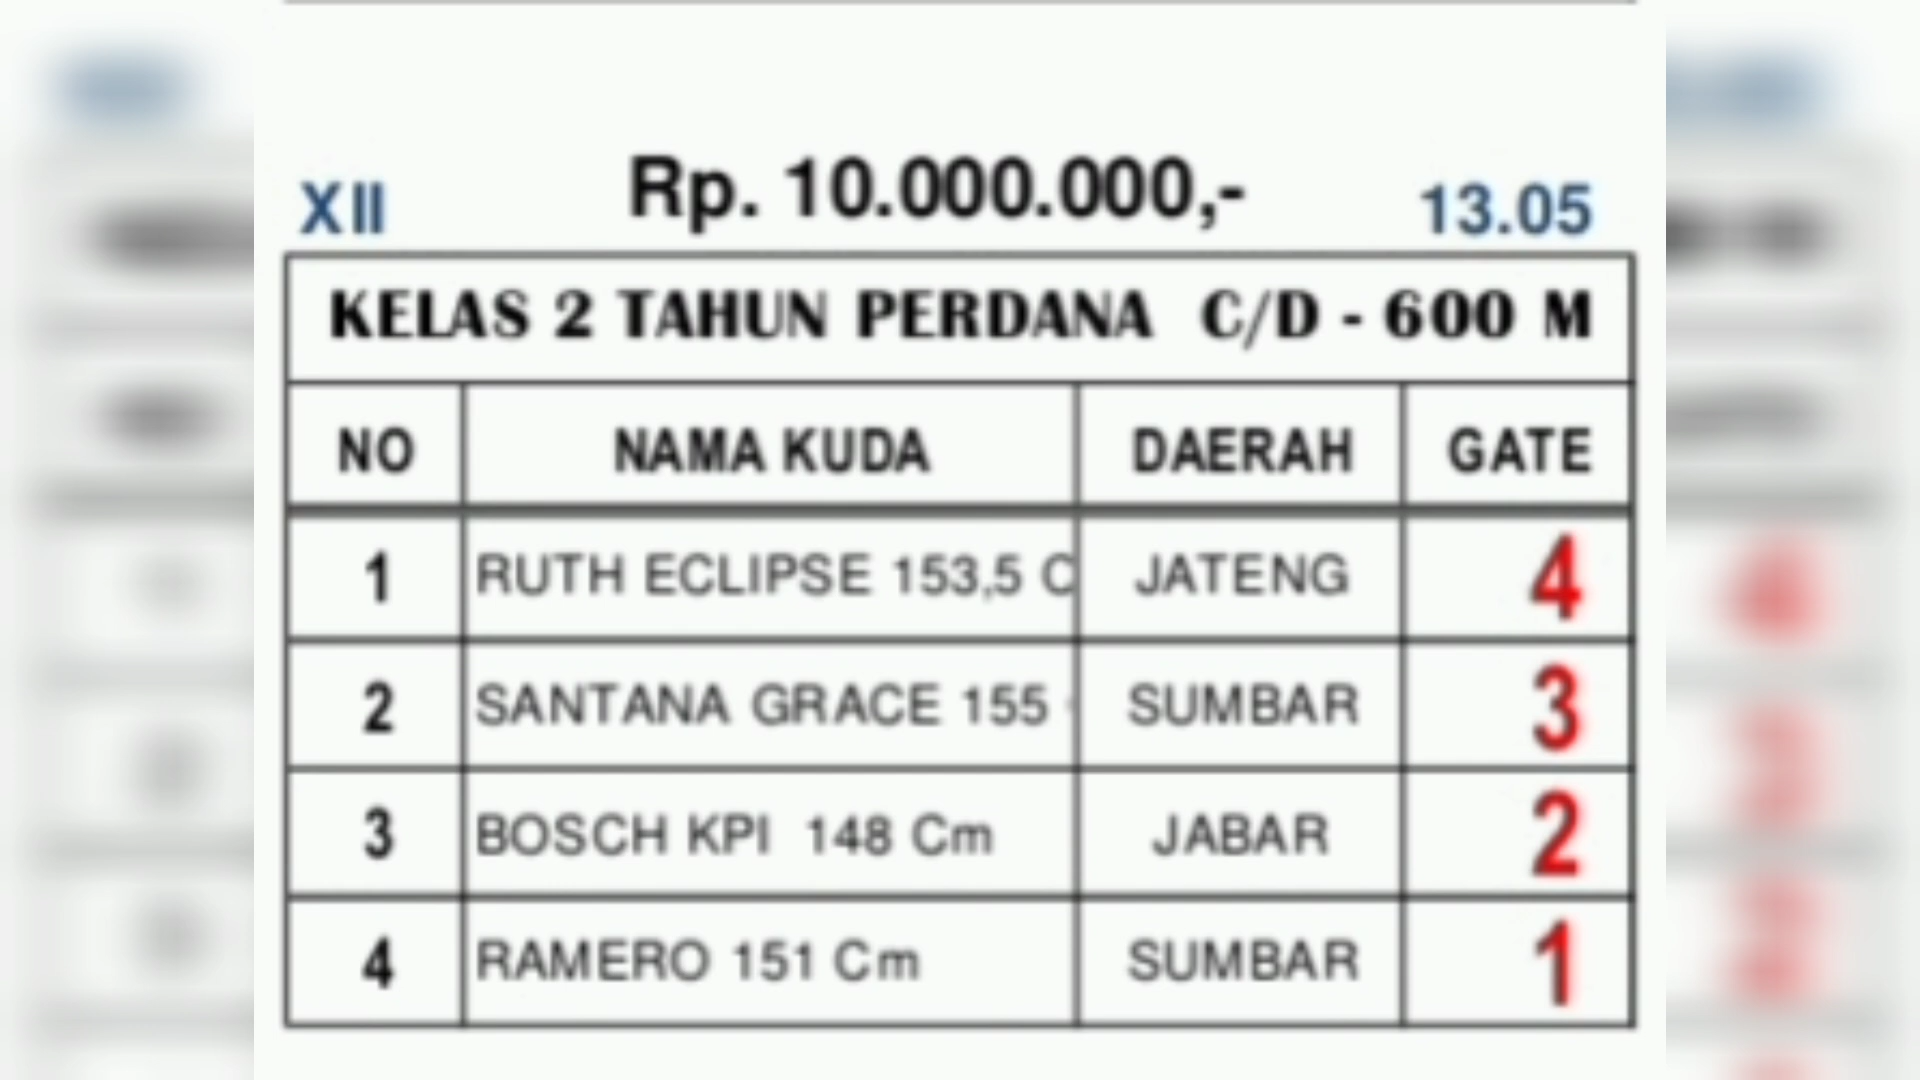 XII Rp. 10.000.000,- 13.05
KELAS 2 TAHUN PERDANA C/D - 600 M
NO NAMA KUDA DAERAH GATE
1 RUTH ECLIPSE 153,5 C JATENG 4
2 SANTANA GRACE 155 SUMBAR 3
3 BOSCH KPI 148 Cm JABAR 2
4 RAMERO 151 Cm SUMBAR 1